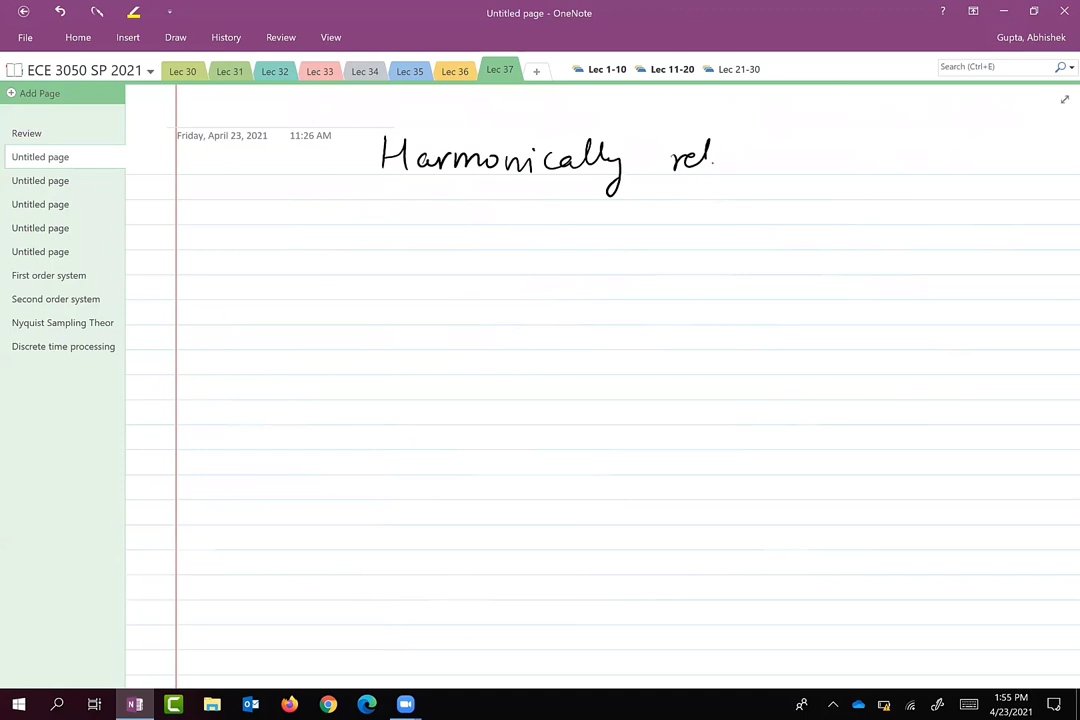 Untitled page - OneNote
?
File Home Insert Draw History Review View
Gupta, Abhishek
ECE 3050 SP 2021
Lec 30 Lec 31 Lec 32 Lec 33 Lec 34 Lec 35 Lec 36 Lec 37 +
Lec 1-10 Lec 11-20 Lec 21-30
Search (Ctrl+E)
Add Page
Review
Untitled page
Untitled page
Untitled page
Untitled page
Untitled page
First order system
Second order system
Nyquist Sampling Theor
Discrete time processing
Friday, April 23, 2021 11:26 AM
Harmonically rel
1:55 PM
4/23/2021